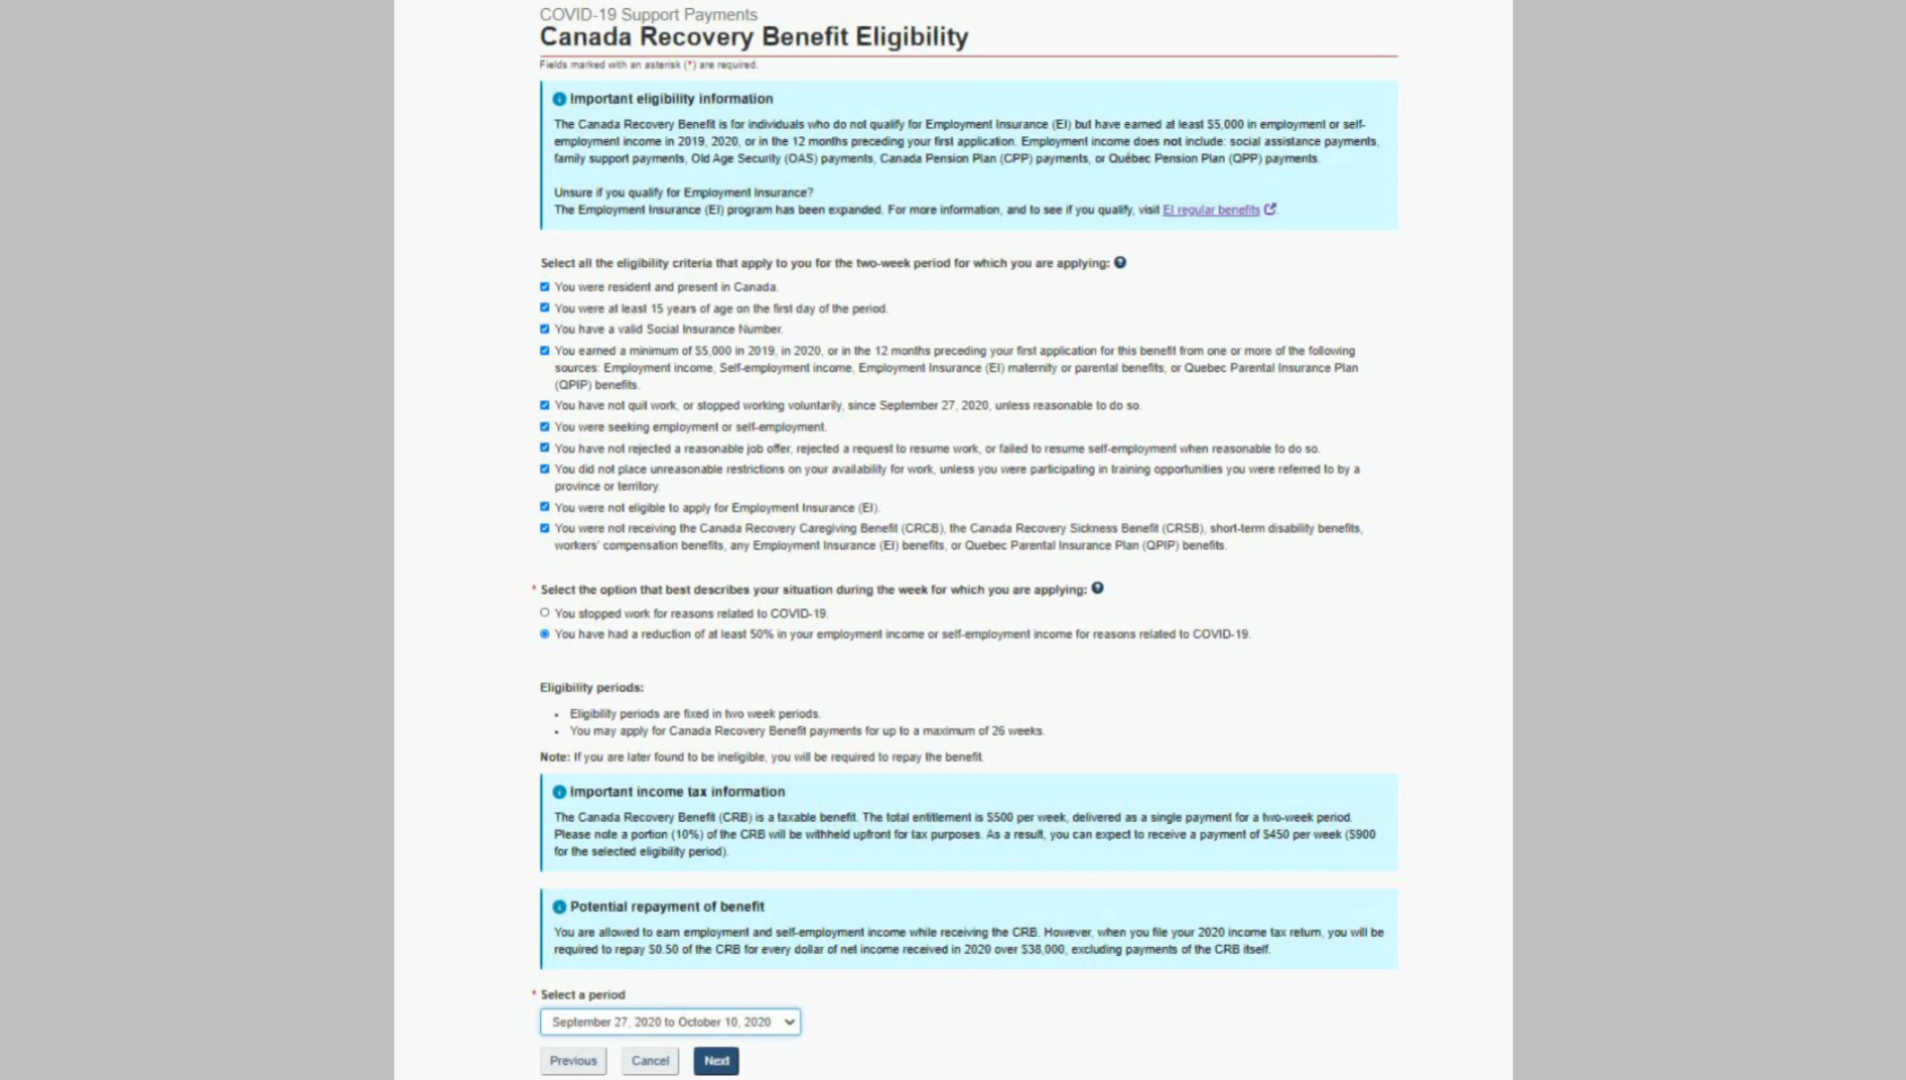 COVID-19 Support Payments
Canada Recovery Benefit Eligibility
Fields marked with an asterisk (*) are required.
Important eligibility information
The Canada Recovery Benefit is for individuals who do not qualify for Employment Insurance (EI) but have earned at least $5,000 in employment or self-
employment income in 2019, 2020, or in the 12 months preceding your first application. Employment income does not include: social assistance payments,
family support payments, Old Age Security (OAS) payments, Canada Pension Plan (CPP) payments, or Québec Pension Plan (QPP) payments.
Unsure if you qualify for Employment Insurance?
The Employment Insurance (EI) program has been expanded. For more information, and to see if you qualify, visit EI regular benefits.
Select all the eligibility criteria that apply to you for the two-week period for which you are applying:
You were resident and present in Canada.
You were at least 15 years of age on the first day of the period.
You have a valid Social Insurance Number.
You earned a minimum of $5,000 in 2019, in 2020, or in the 12 months preceding your first application for this benefit from one or more of the following
sources: Employment income, Self-employment income, Employment Insurance (EI) maternity or parental benefits, or Quebec Parental Insurance Plan
(QPIP) benefits.
You have not quit work, or stopped working voluntarily, since September 27, 2020, unless reasonable to do so.
You were seeking employment or self-employment.
You have not rejected a reasonable job offer, rejected a request to resume work, or failed to resume self-employment when reasonable to do so.
You did not place unreasonable restrictions on your availability for work, unless you were participating in training opportunities you were referred to by a
province or territory.
You were not eligible to apply for Employment Insurance (EI).
You were not receiving the Canada Recovery Caregiving Benefit (CRCB), the Canada Recovery Sickness Benefit (CRSB), short-term disability benefits,
workers' compensation benefits, any Employment Insurance (EI) benefits, or Quebec Parental Insurance Plan (QPIP) benefits.
* Select the option that best describes your situation during the week for which you are applying:
You stopped work for reasons related to COVID-19.
You have had a reduction of at least 50% in your employment income or self-employment income for reasons related to COVID-19.
Eligibility periods:
• Eligibility periods are fixed in two week periods.
• You may apply for Canada Recovery Benefit payments for up to a maximum of 26 weeks.
Note: If you are later found to be ineligible, you will be required to repay the benefit.
Important income tax information
The Canada Recovery Benefit (CRB) is a taxable benefit. The total entitlement is $500 per week, delivered as a single payment for a two-week period.
Please note a portion (10%) of the CRB will be withheld upfront for tax purposes. As a result, you can expect to receive a payment of $450 per week ($900
for the selected eligibility period).
Potential repayment of benefit
You are allowed to earn employment and self-employment income while receiving the CRB. However, when you file your 2020 income tax return, you will be
required to repay $0.50 of the CRB for every dollar of net income received in 2020 over $38,000, excluding payments of the CRB itself.
* Select a period
September 27, 2020 to October 10, 2020
Previous Cancel Next